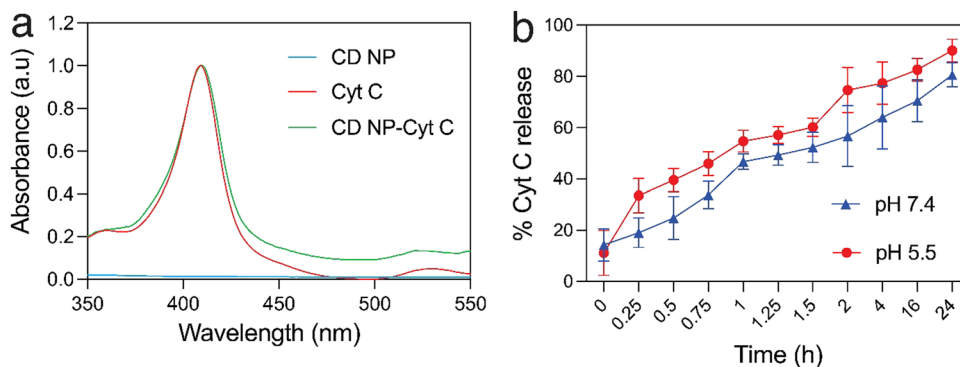 a
Absorbance (a.u)
1.2
1.0
0.8
0.6
0.4
0.2
0.0
350
400
450
500
550
Wavelength (nm)
CD NP
Cyt C
CD NP-Cyt C
b
% Cyt C release
100
80
60
40
20
0
0
0.25
0.5
0.75
1
1.25
1.5
2
4
16
24
Time (h)
pH 7.4
pH 5.5